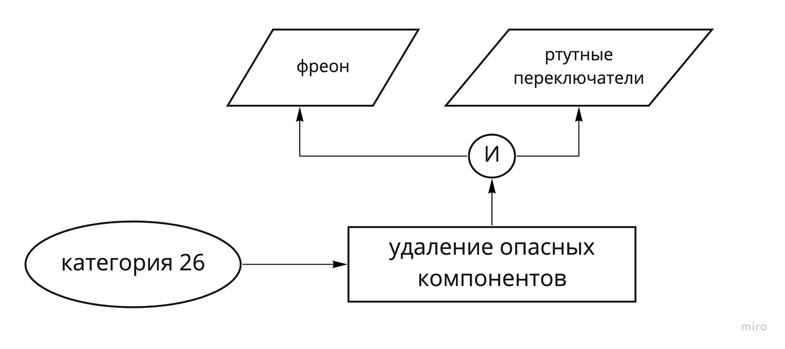 фреон
ртутные
переключатели
И
категория 26
удаление опасных
компонентов
miro